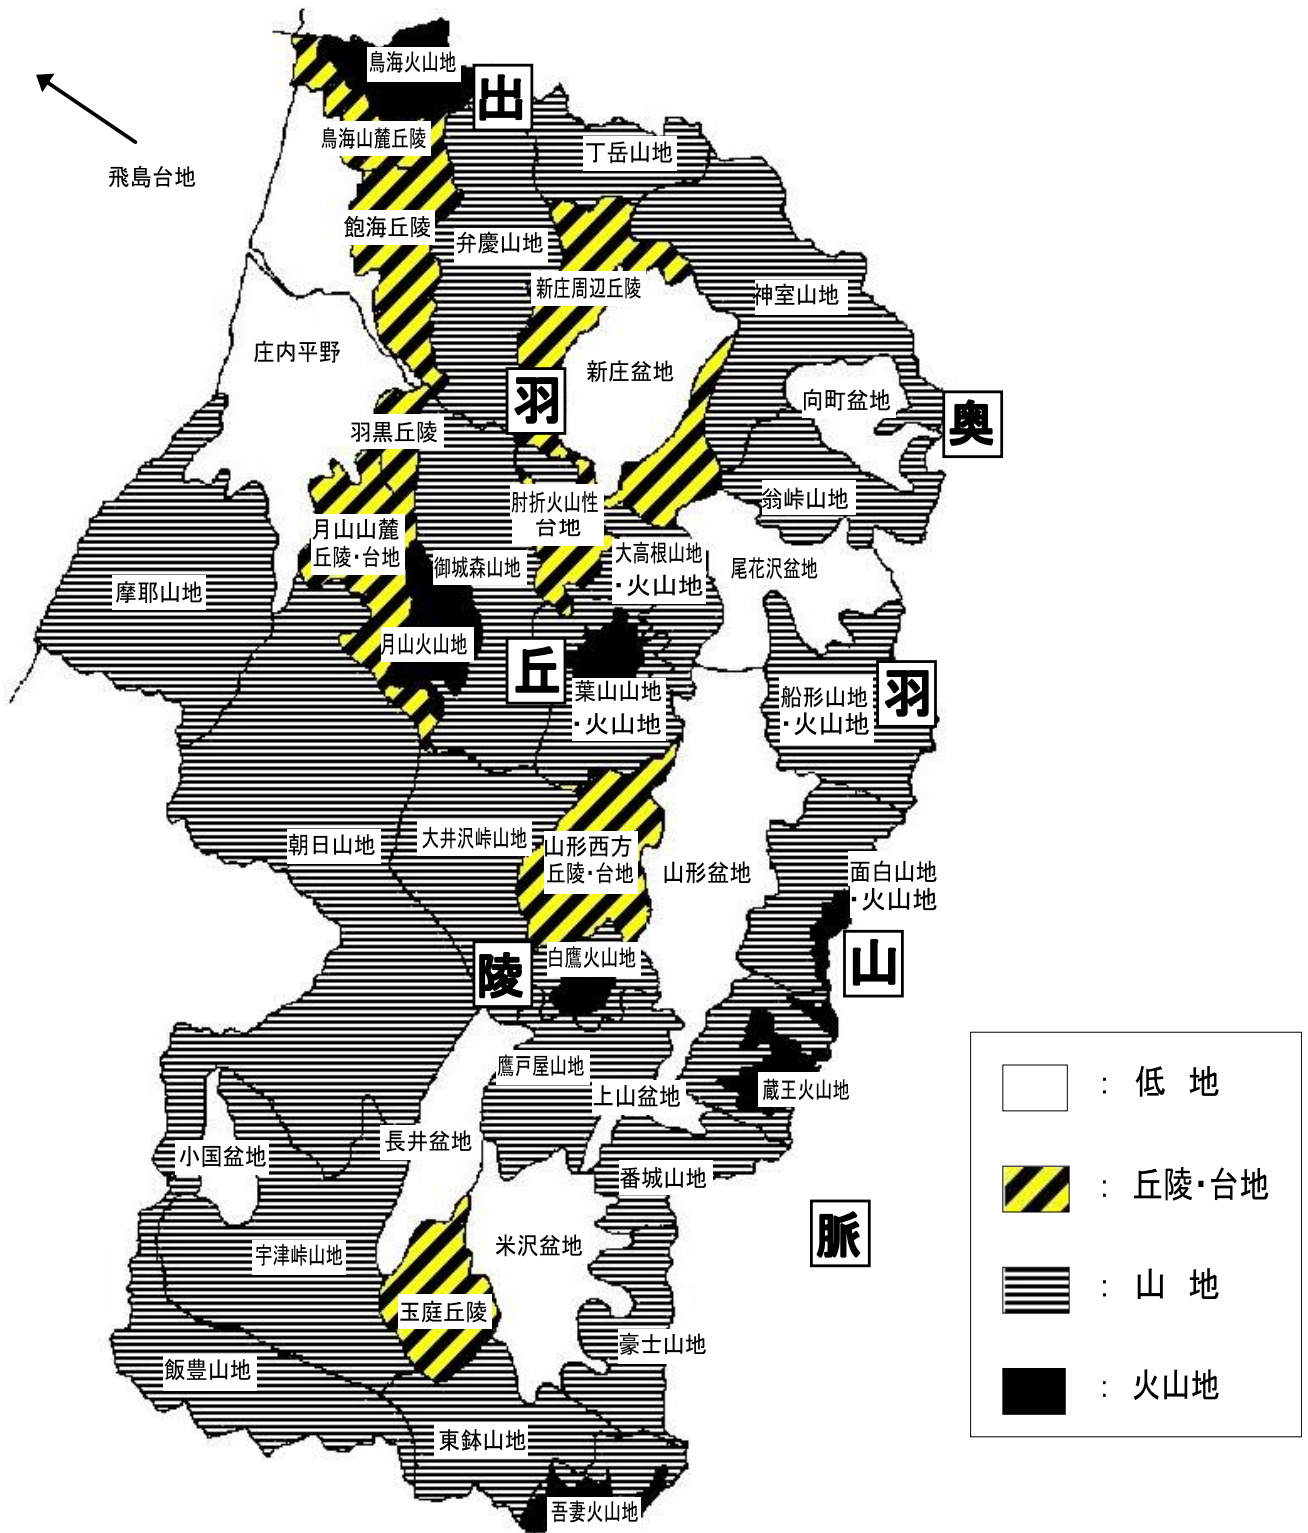 鳥海火山地
出
鳥海山麓丘陵
丁岳山地
飛島台地
飽海丘陵
弁慶山地
新庄周辺丘陵
神室山地
庄内平野
新庄盆地
羽
向町盆地
奥
羽黒丘陵
肘折火山性
台地
翁峠山地
月山山麓
丘陵・台地
御城森山地
大高根山地
・火山地
尾花沢盆地
摩耶山地
月山火山地
丘
葉山山地
・火山地
船形山地
・火山地
羽
朝日山地
大井沢峠山地
山形西方
丘陵・台地
山形盆地
面白山地
・火山地
陵
白鷹火山地
山
鷹戸屋山地
上山盆地
蔵王火山地
長井盆地
小国盆地
番城山地
脈
宇津峠山地
米沢盆地
玉庭丘陵
豪士山地
飯豊山地
東鉢山地
吾妻火山地
：低 地
：丘陵・台地
：山 地
：火山地